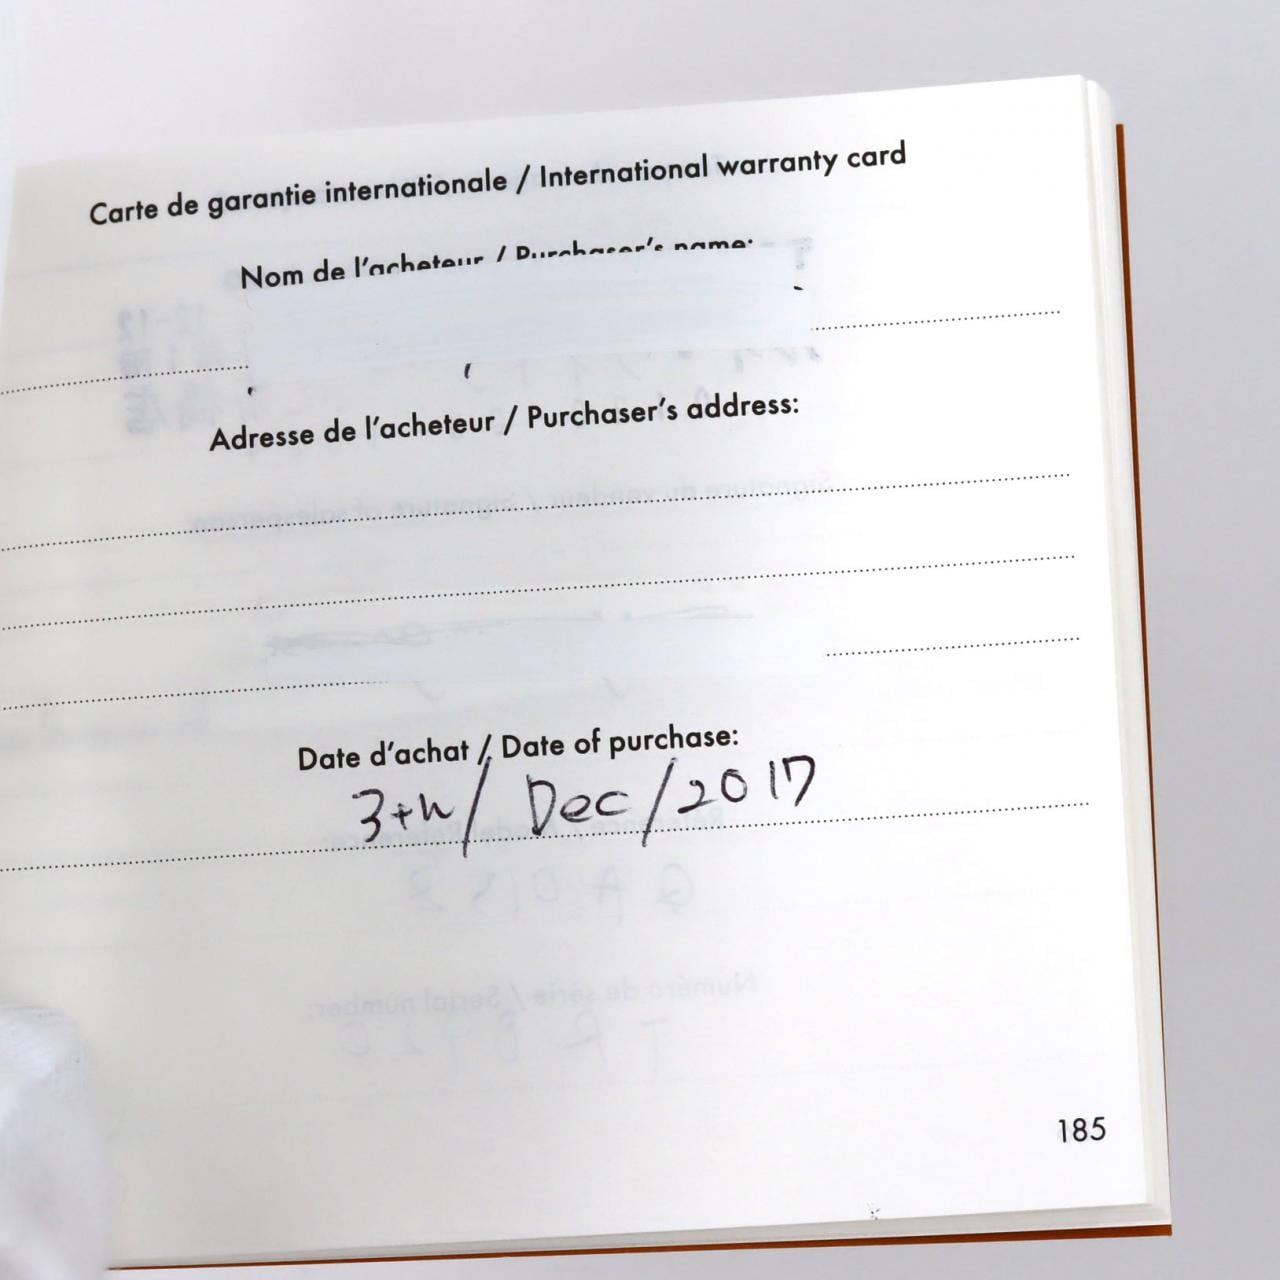 Carte de garantie internationale / International warranty card
Nom de l'acheteur / Purchaser's name:
Adresse de l'acheteur / Purchaser's address:
Date d'achat / Date of purchase:
3th/ Dec/2017
185